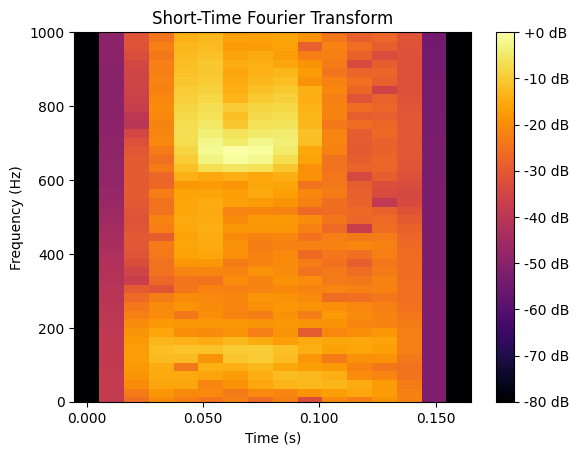 Short-Time Fourier Transform
1000
800
600
400
200
0
Frequency (Hz)
0.000
0.050
0.100
0.150
Time (s)
+0 dB
-10 dB
-20 dB
-30 dB
-40 dB
-50 dB
-60 dB
-70 dB
-80 dB